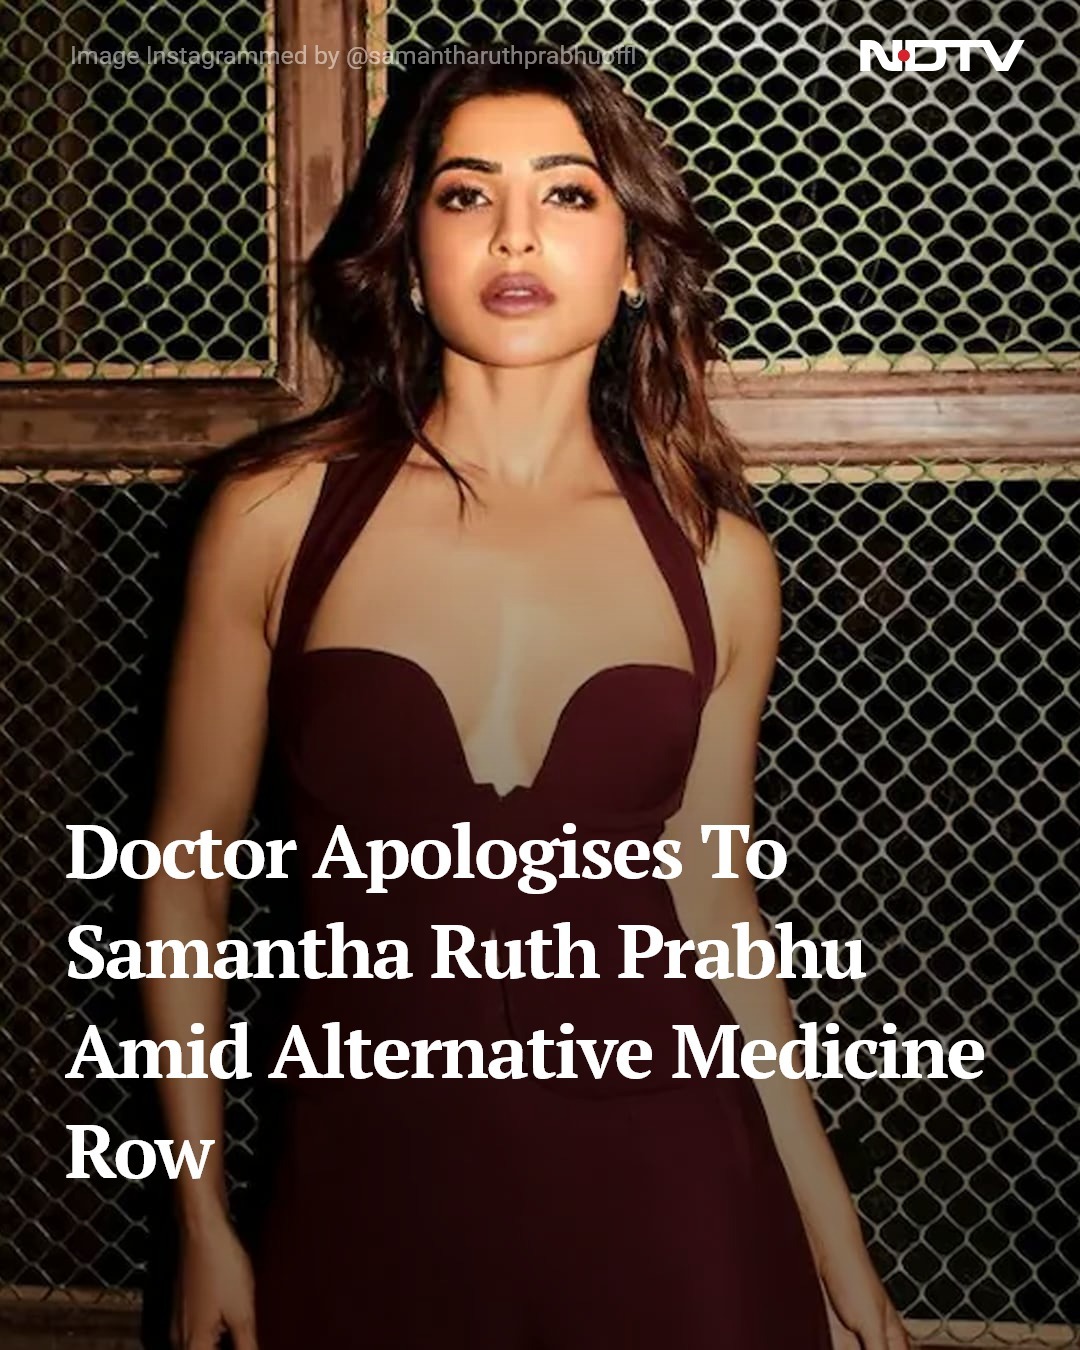 Image Instagrammed by @samantharuthprabhuoffl
NDTV
Doctor Apologises To
Samantha Ruth Prabhu
Amid Alternative Medicine
Row